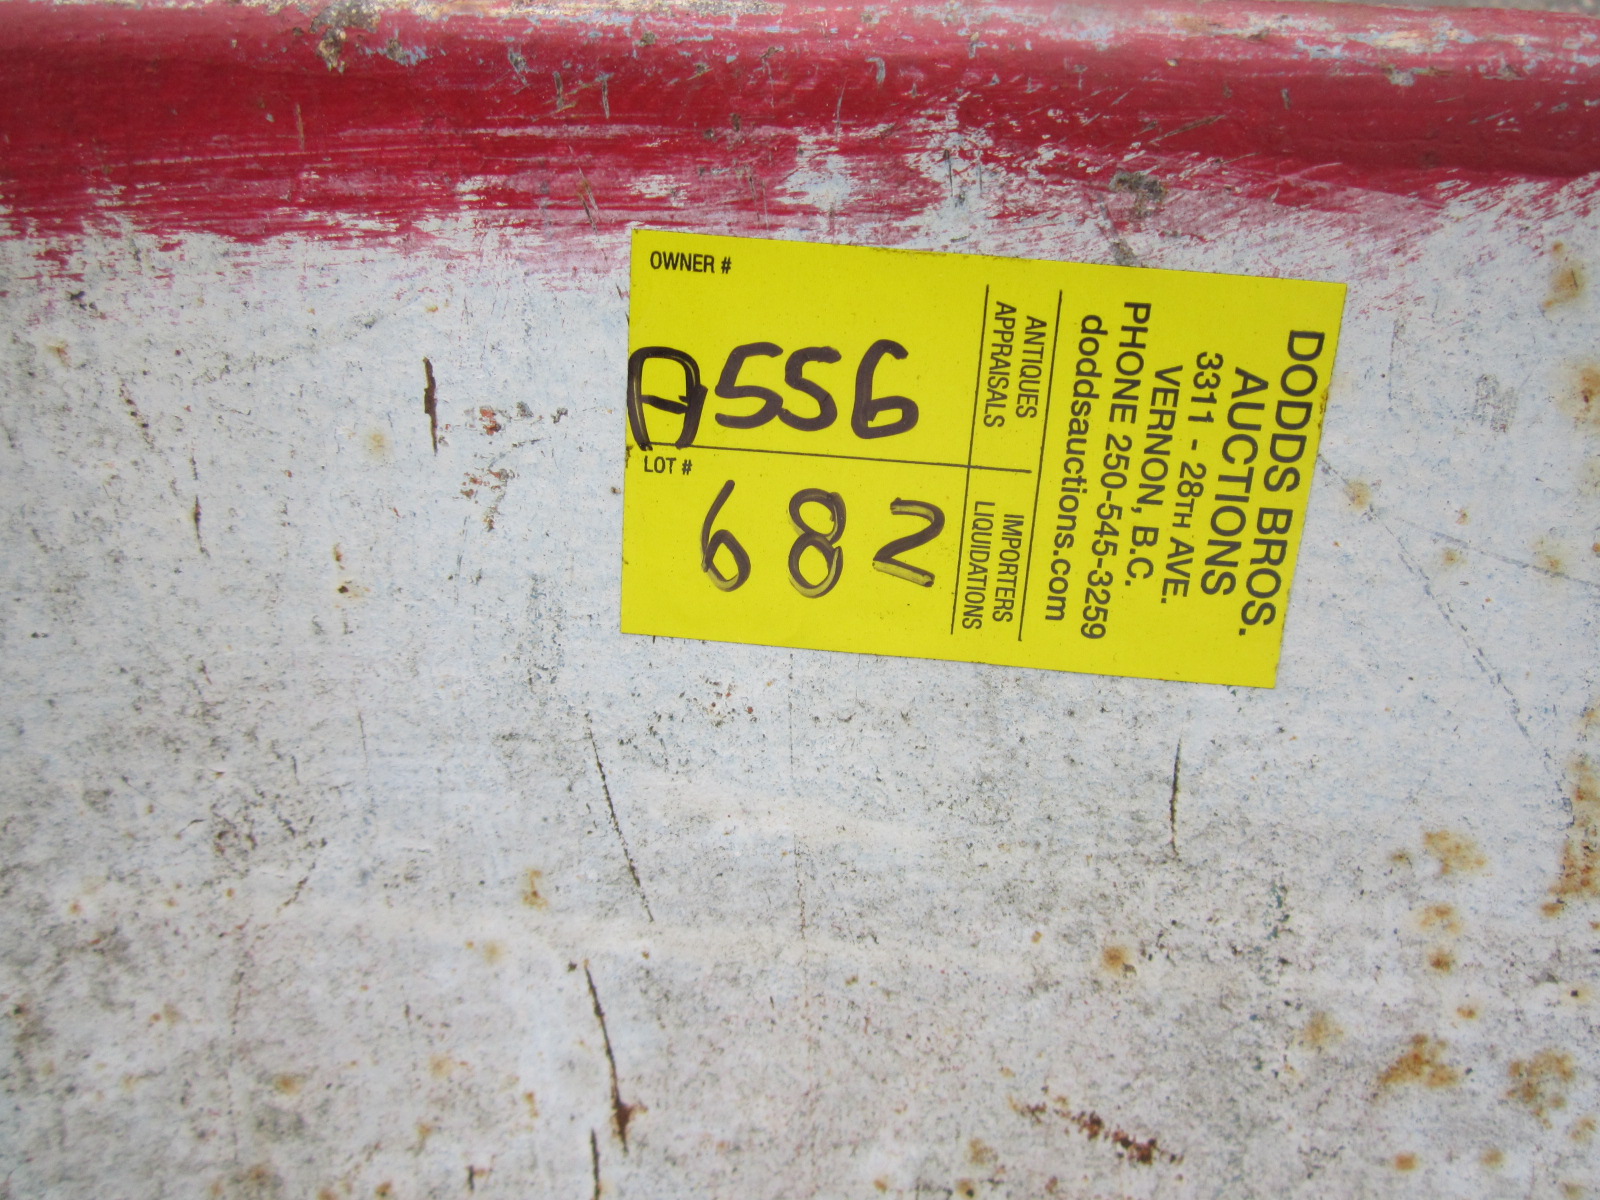 DODDS BROS.
AUCTIONS
3311 - 28TH AVE.
VERNON, B.C.
PHONE 250-545-3259
doddsauctions.com
ANTIQUES
APPRAISALS
IMPORTERS
LIQUIDATIONS
OWNER #
A556
LOT #
682